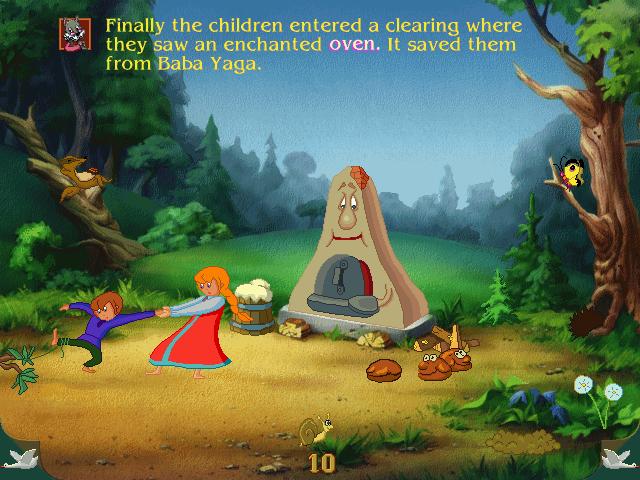 Finally the children entered a clearing where
they saw an enchanted oven. It saved them
from Baba Yaga.
10